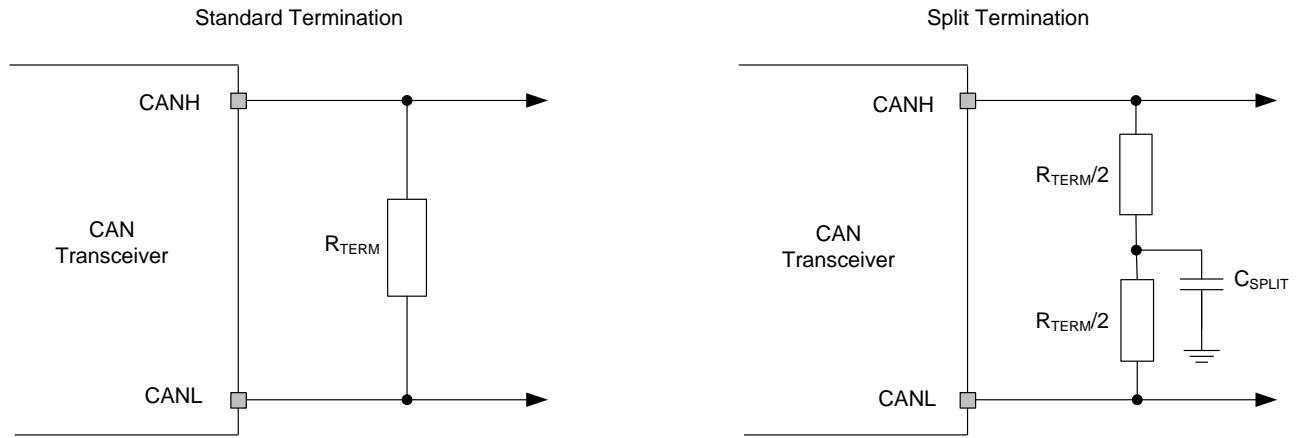 Standard Termination
CANH
CAN
Transceiver
RTERM
CANL
Split Termination
CANH
RTERM/2
CAN
Transceiver
CSPLIT
RTERM/2
CANL